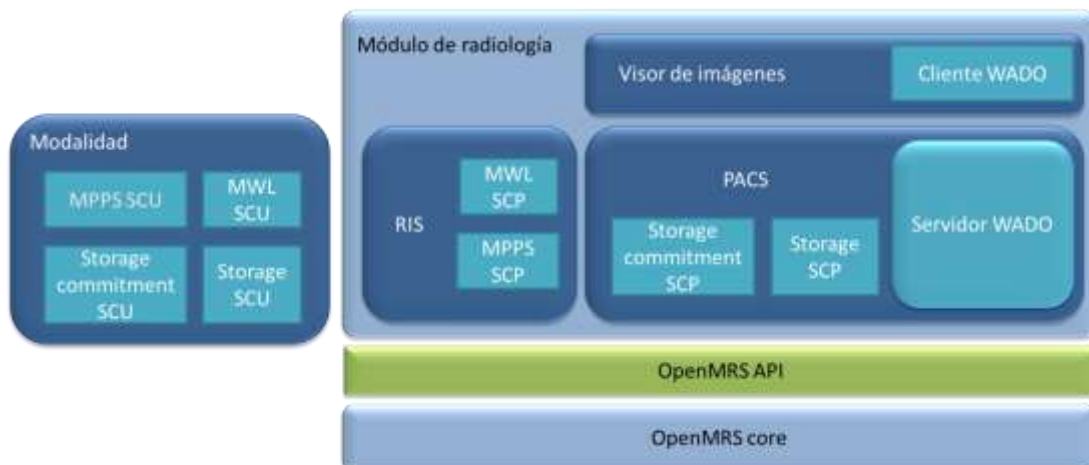 Módulo de radiología
Visor de imágenes
Cliente WADO
Modalidad
MPPS SCU
MWL
SCU
Storage
commitment
SCU
Storage
SCU
RIS
MWL
SCP
MPPS
SCP
PACS
Storage
commitment
SCP
Storage
SCP
Servidor WADO
OpenMRS API
OpenMRS core